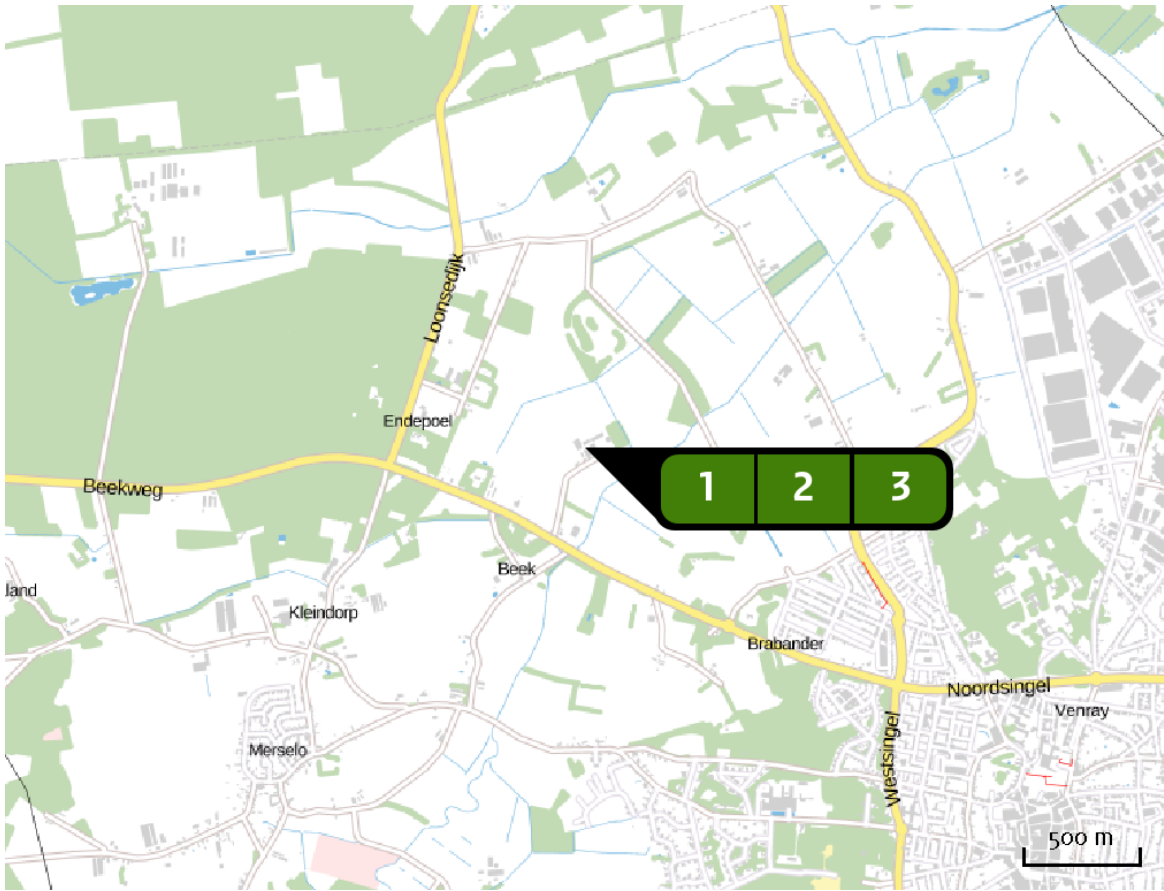 Loonsedijk
Endepoel
Beekweg
1 2 3
Beek
land
Kleindorp
Brabander
Noordsingel
Venray
Westsingel
Merselo
500 m